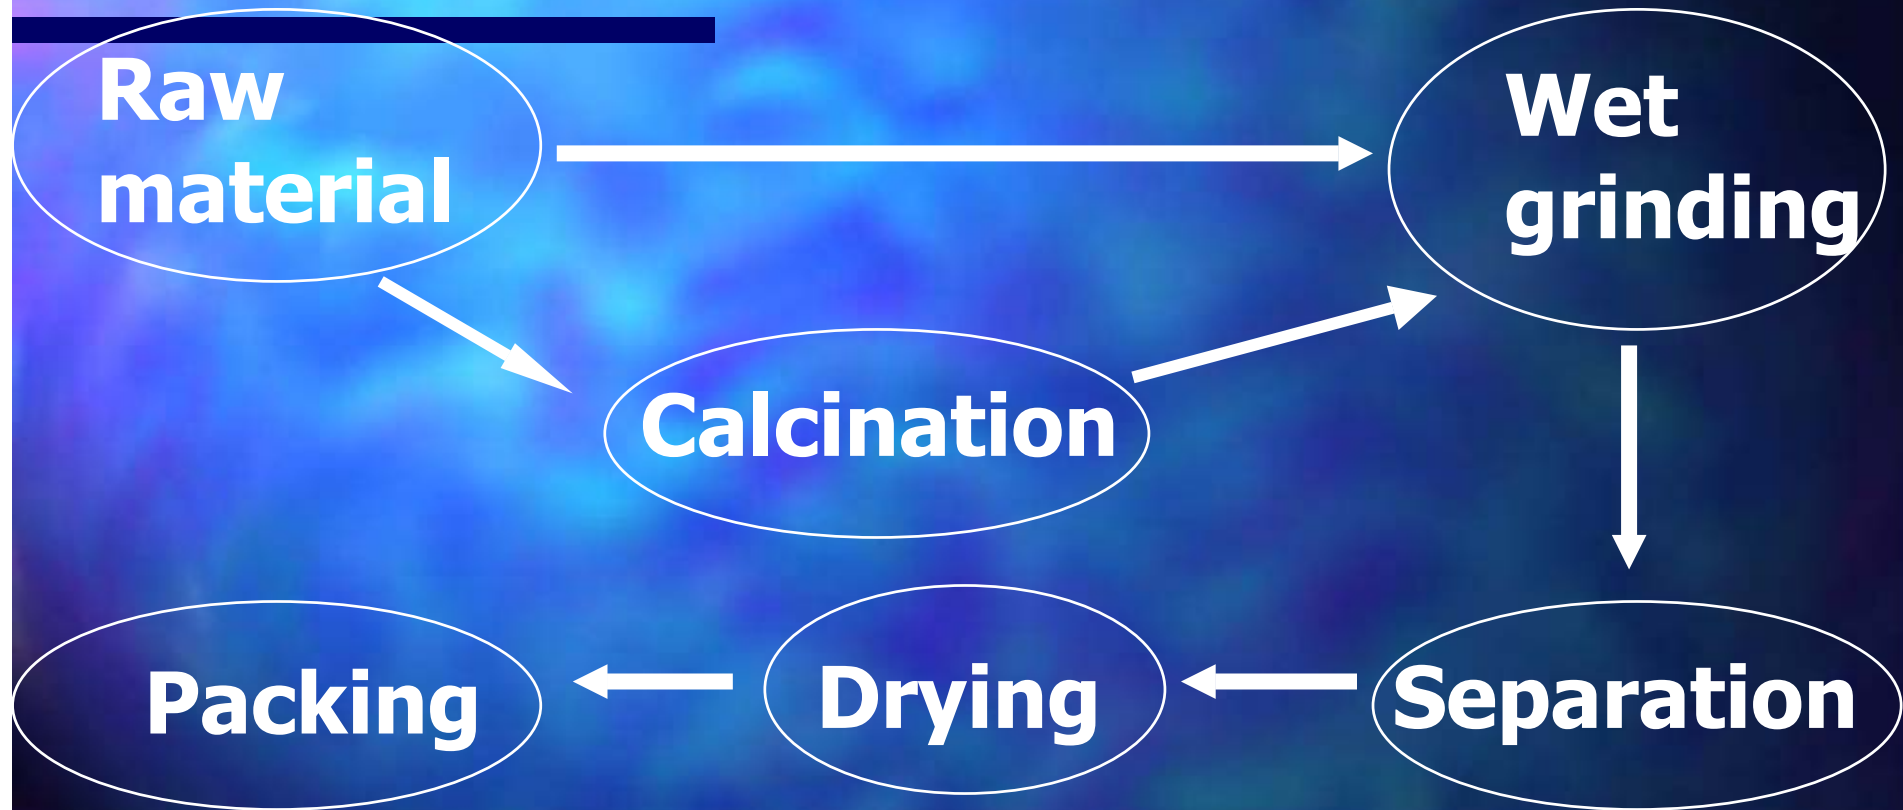 Raw
material
Wet
grinding
Calcination
Packing
Drying
Separation